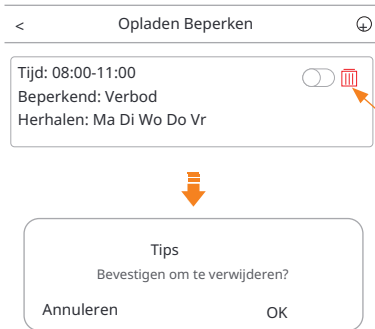 < Opladen Beperken
Tijd: 08:00-11:00
Beperkend: Verbod
Herhalen: Ma Di Wo Do Vr
Tips
Bevestigen om te verwijderen?
Annuleren OK